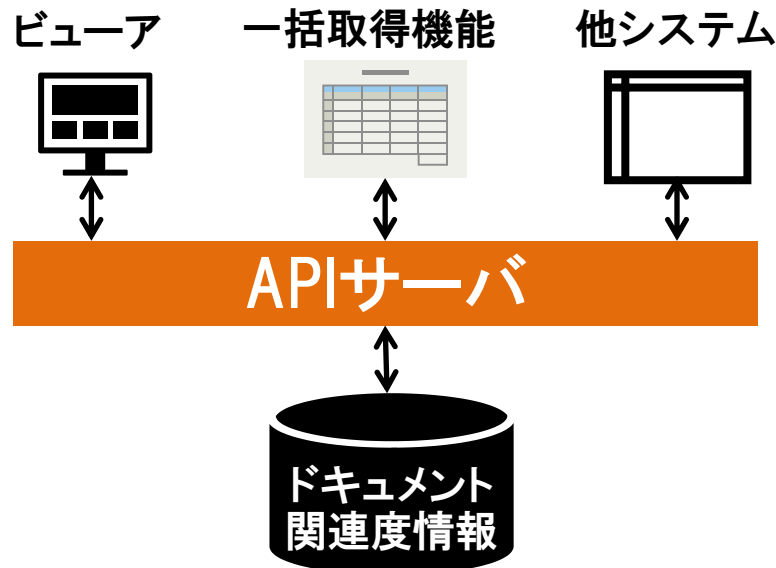 ビューア
一括取得機能
他システム
APIサーバ
ドキュメント
関連度情報